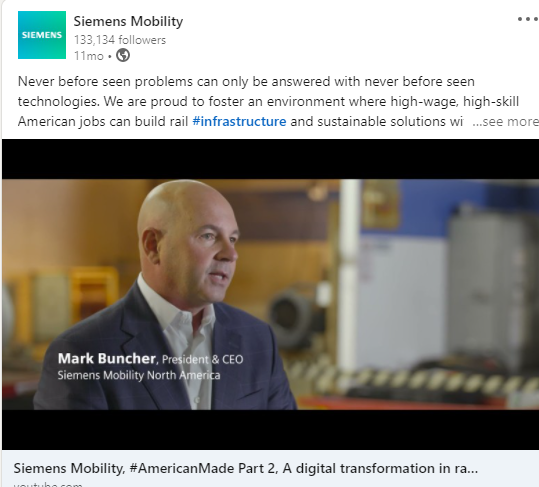 SIEMENS
Siemens Mobility
133,134 followers
11mo •
Never before seen problems can only be answered with never before seen
technologies. We are proud to foster an environment where high-wage, high-skill
American jobs can build rail #infrastructure and sustainable solutions wi ...see more
Mark Buncher, President & CEO
Siemens Mobility North America
Siemens Mobility, #AmericanMade Part 2, A digital transformation in ra...
youtube.com